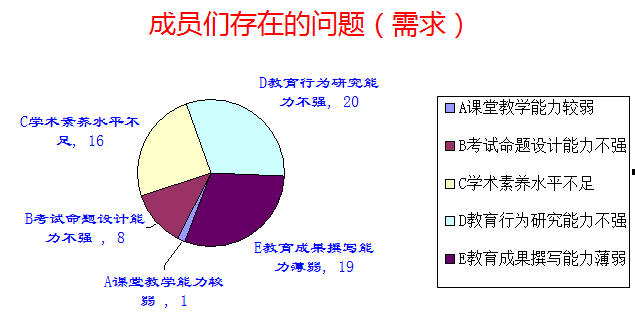 成员们存在的问题（需求）
D教育行为研究能
力不强, 20
C学术素养水平不
足, 16
B考试命题设计能
力不强 , 8
A课堂教学能力较
弱 , 1
E教育成果撰写能
力薄弱, 19
A课堂教学能力较弱
B考试命题设计能力不强
C学术素养水平不足
D教育行为研究能力不强
E教育成果撰写能力薄弱